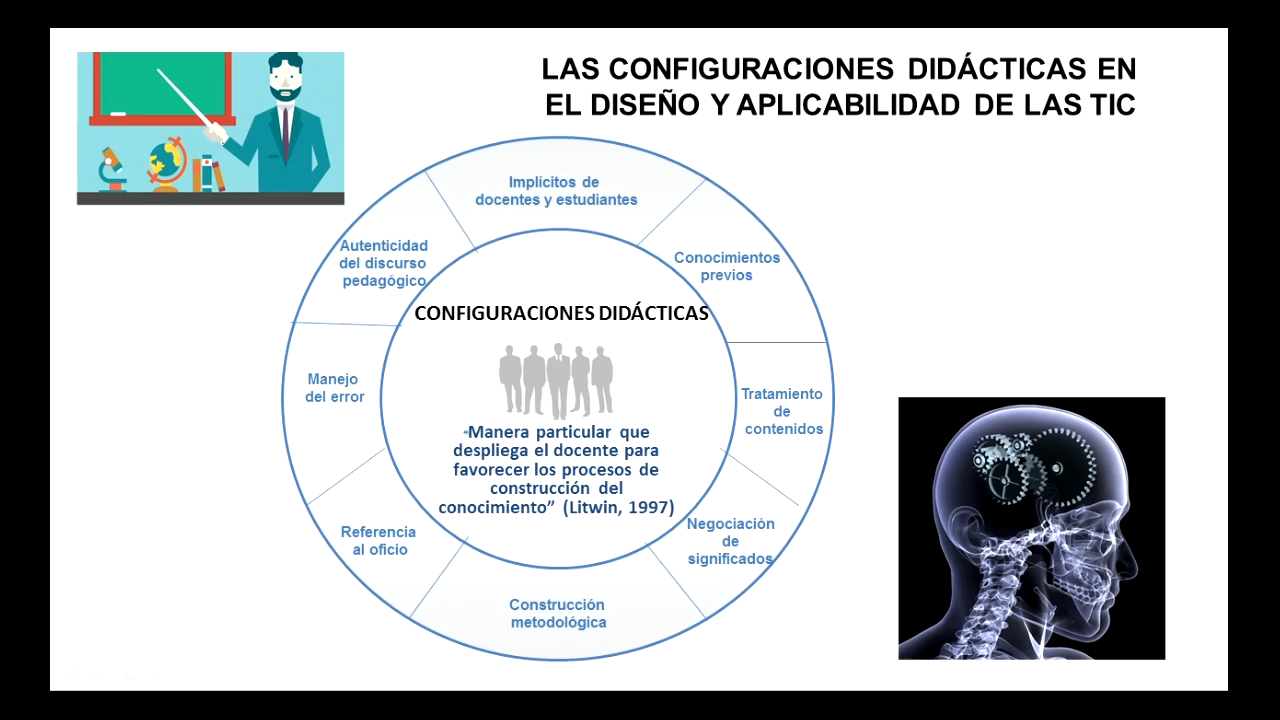 LAS CONFIGURACIONES DIDÁCTICAS EN
EL DISEÑO Y APLICABILIDAD DE LAS TIC
Implícitos de
docentes y estudiantes
Conocimientos
previos
Tratamiento
de
contenidos
Negociación
de
significados
Construcción
metodológica
Referencia
al oficio
Manejo
del error
Autenticidad
del discurso
pedagógico
CONFIGURACIONES DIDÁCTICAS
“Manera particular que
despliega el docente para
favorecer los procesos de
construcción del
conocimiento” (Litwin, 1997)